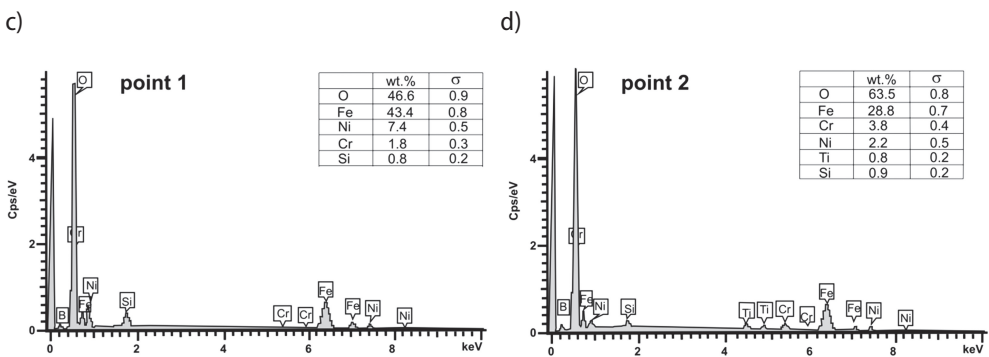 c)
point 1
wt.% σ
O 46.6 0.9
Fe 43.4 0.8
Ni 7.4 0.5
Cr 1.8 0.3
Si 0.8 0.2
Cps/eV
4
2
0
O
Cr
B
Fe
Ni
Si
Cr
Cr
Fe
Fe
Ni
Ni
0 2 4 6 8
keV
d)
point 2
wt.% σ
O 63.5 0.8
Fe 28.8 0.7
Cr 3.8 0.4
Ni 2.2 0.5
Ti 0.8 0.2
Si 0.9 0.2
Cps/eV
4
2
0
O
Cr
B
Fe
Ni
Si
Ti
Ti
Cr
Cr
Fe
Fe
Ni
Ni
0 2 4 6 8
keV